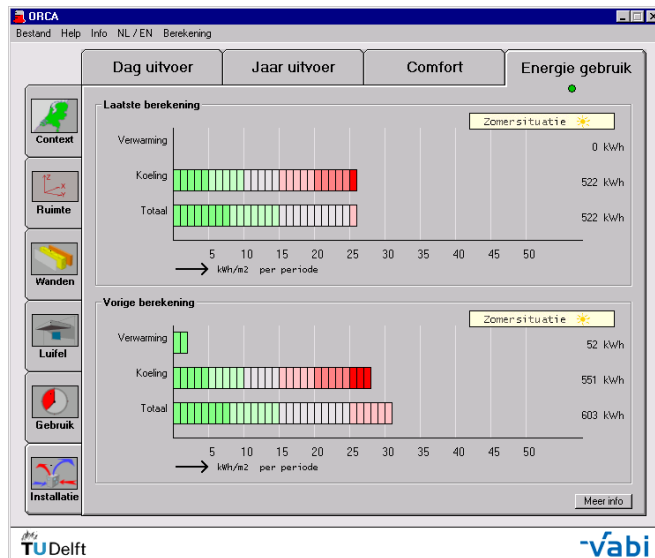 ORCA
Bestand Help Info NL / EN Berekening
Dag uitvoer Jaar uitvoer Comfort Energie gebruik
Context
Ruimte
Wanden
Luifel
Gebruik
Installatie
Laatste berekening
Zomersituatie
Verwarming 0 kWh
Koeling 522 kWh
Totaal 522 kWh
5 10 15 20 25 30 35 40 45 50
kWh/m2 per periode
Vorige berekening
Zomersituatie
Verwarming 52 kWh
Koeling 551 kWh
Totaal 603 kWh
5 10 15 20 25 30 35 40 45 50
kWh/m2 per periode
Meer info
TU Delft
vabi